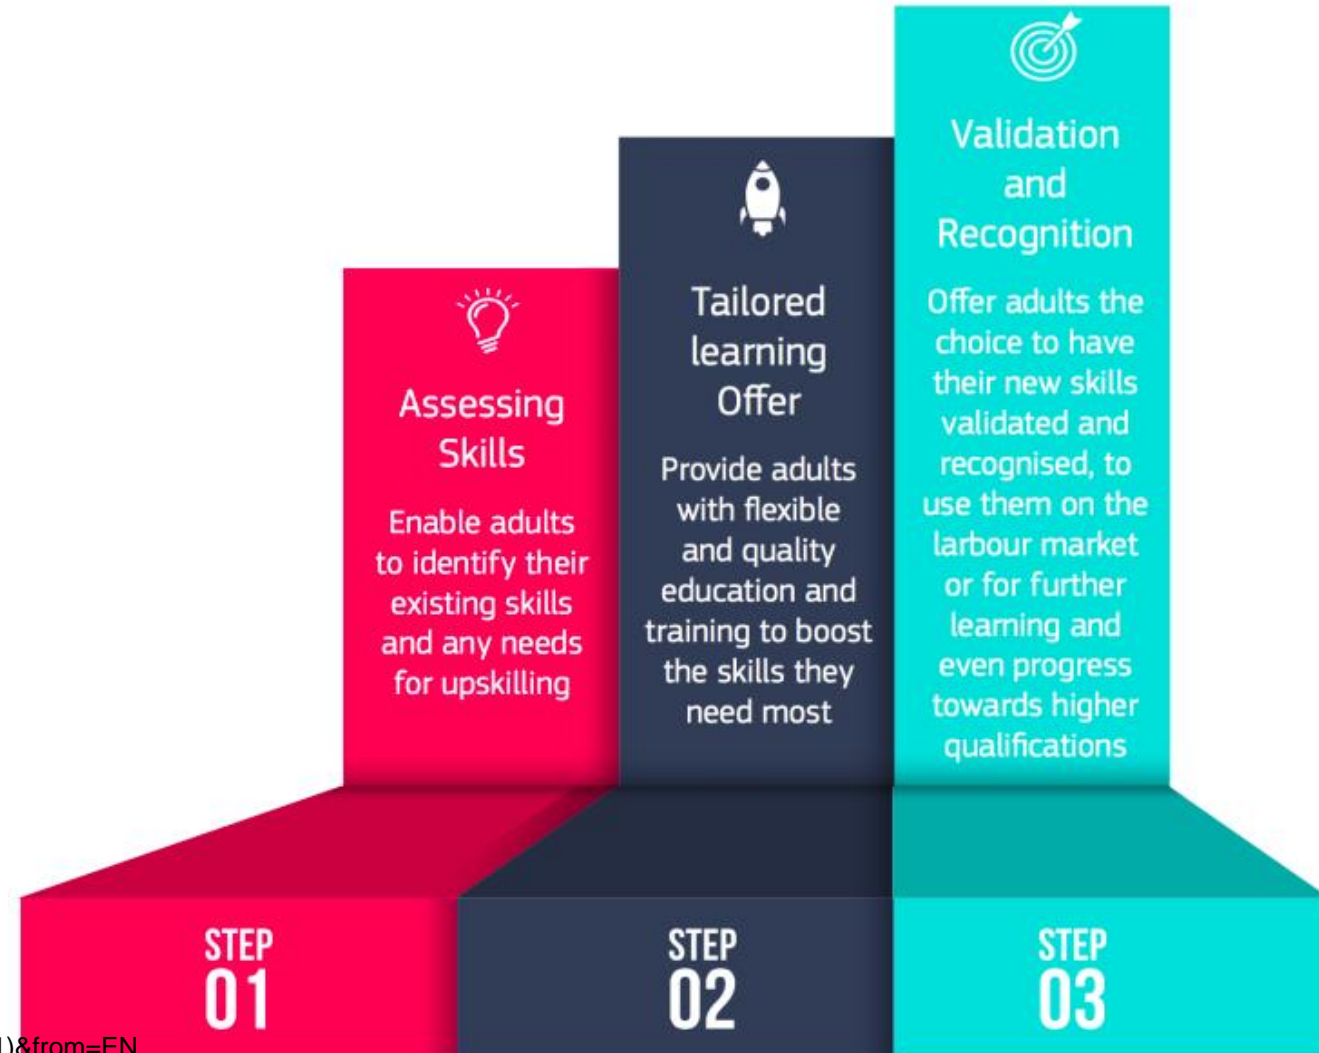 Assessing
Skills
Enable adults
to identify their
existing skills
and any needs
for upskilling
Tailored
learning
Offer
Provide adults
with flexible
and quality
education and
training to boost
the skills they
need most
Validation
and
Recognition
Offer adults the
choice to have
their new skills
validated and
recognised, to
use them on the
larbour market
or for further
learning and
even progress
towards higher
qualifications
STEP
01
STEP
02
STEP
03
)&from=EN